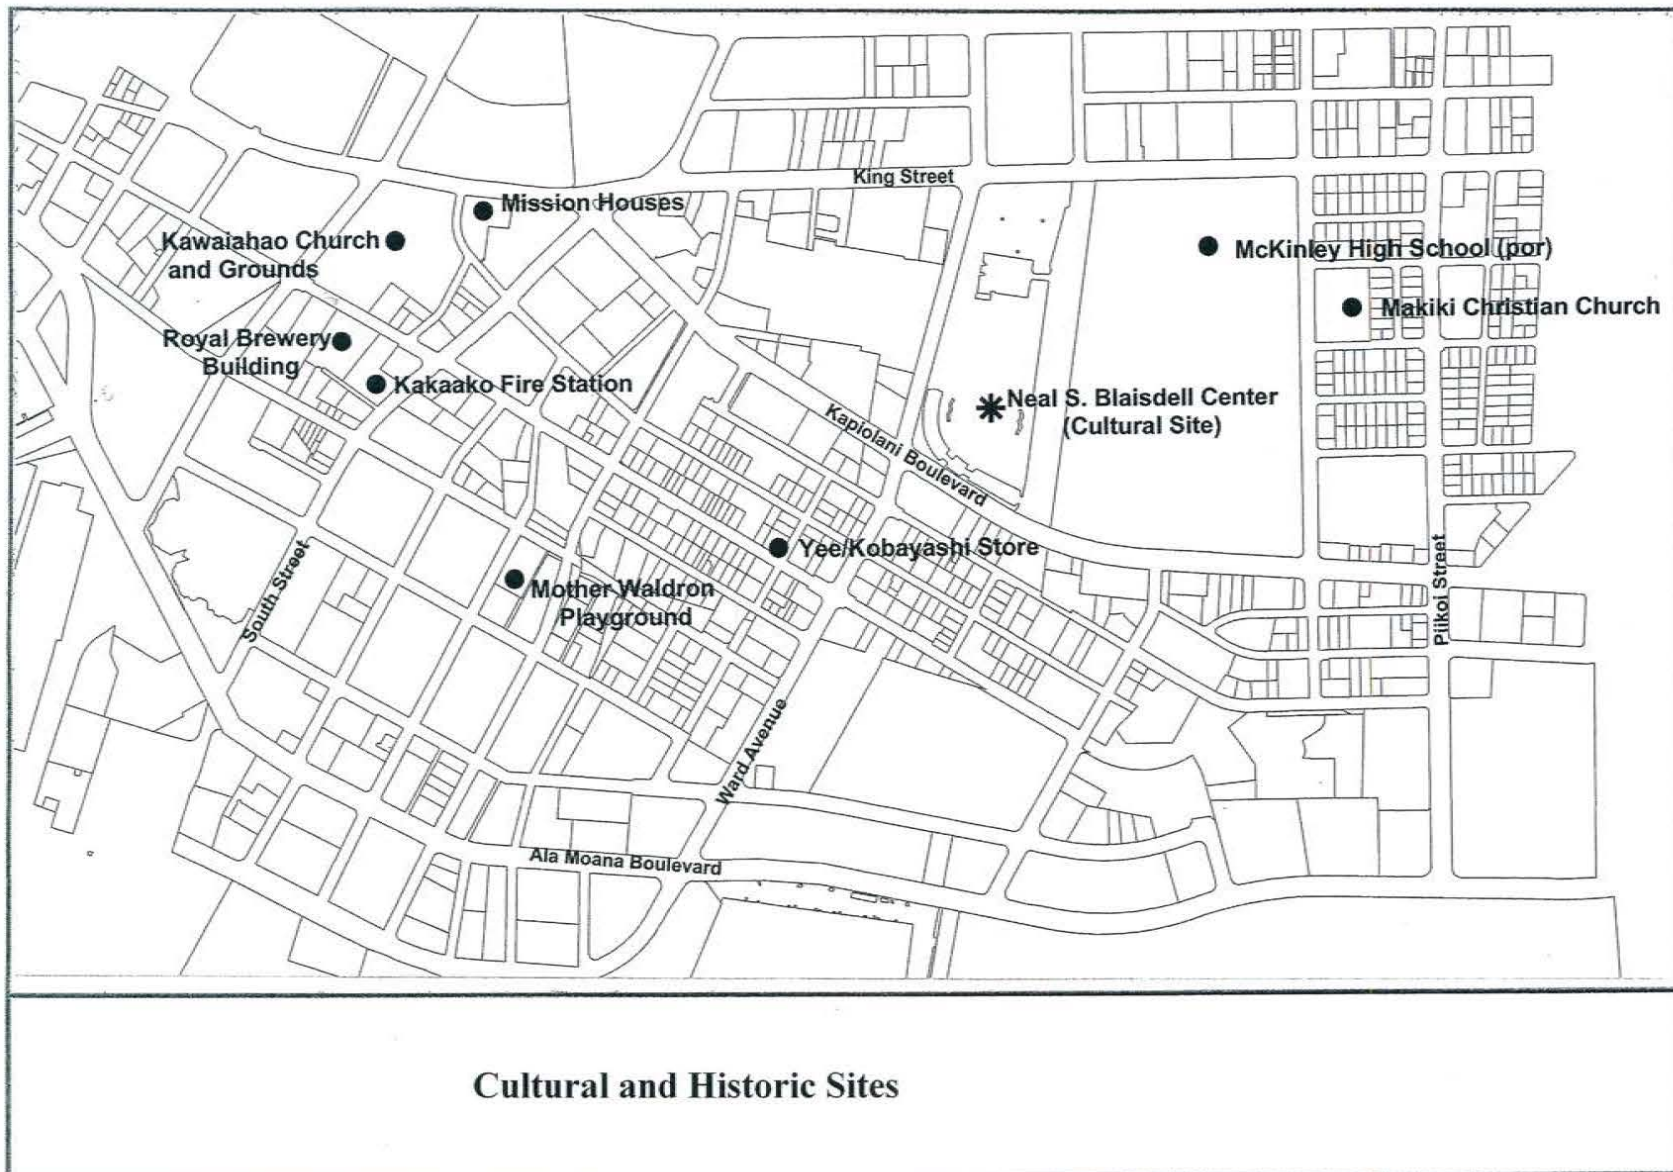 King Street
Mission Houses
Kawaiahao Church
and Grounds
McKinley High School (por)
Makiki Christian Church
Royal Brewery
Building
Kakaako Fire Station
Neal S. Blaisdell Center
(Cultural Site)
Kapiolani Boulevard
Yee/Kobayashi Store
Mother Waldron
Playground
South Street
Piikoi Street
Ward Avenue
Ala Moana Boulevard
Cultural and Historic Sites